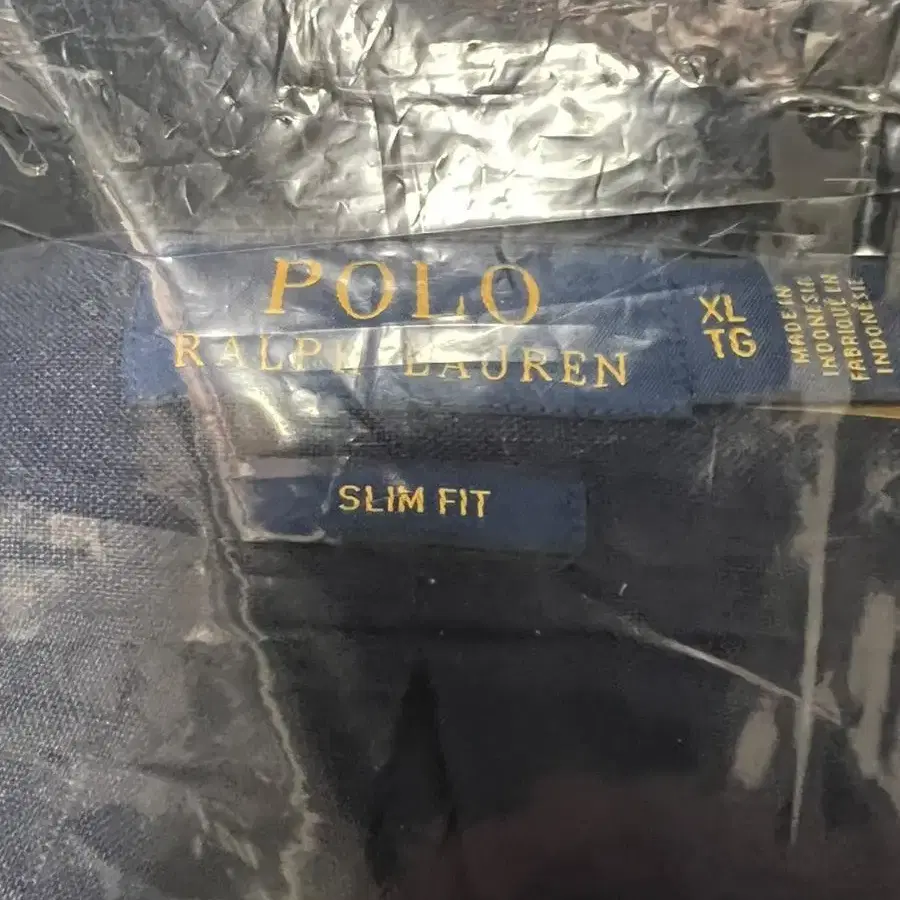 POLO
RALPH LAUREN
XL
TG
MADE IN
INDONESIA
FABRIQUÉ EN
INDONESIE
SLIM FIT